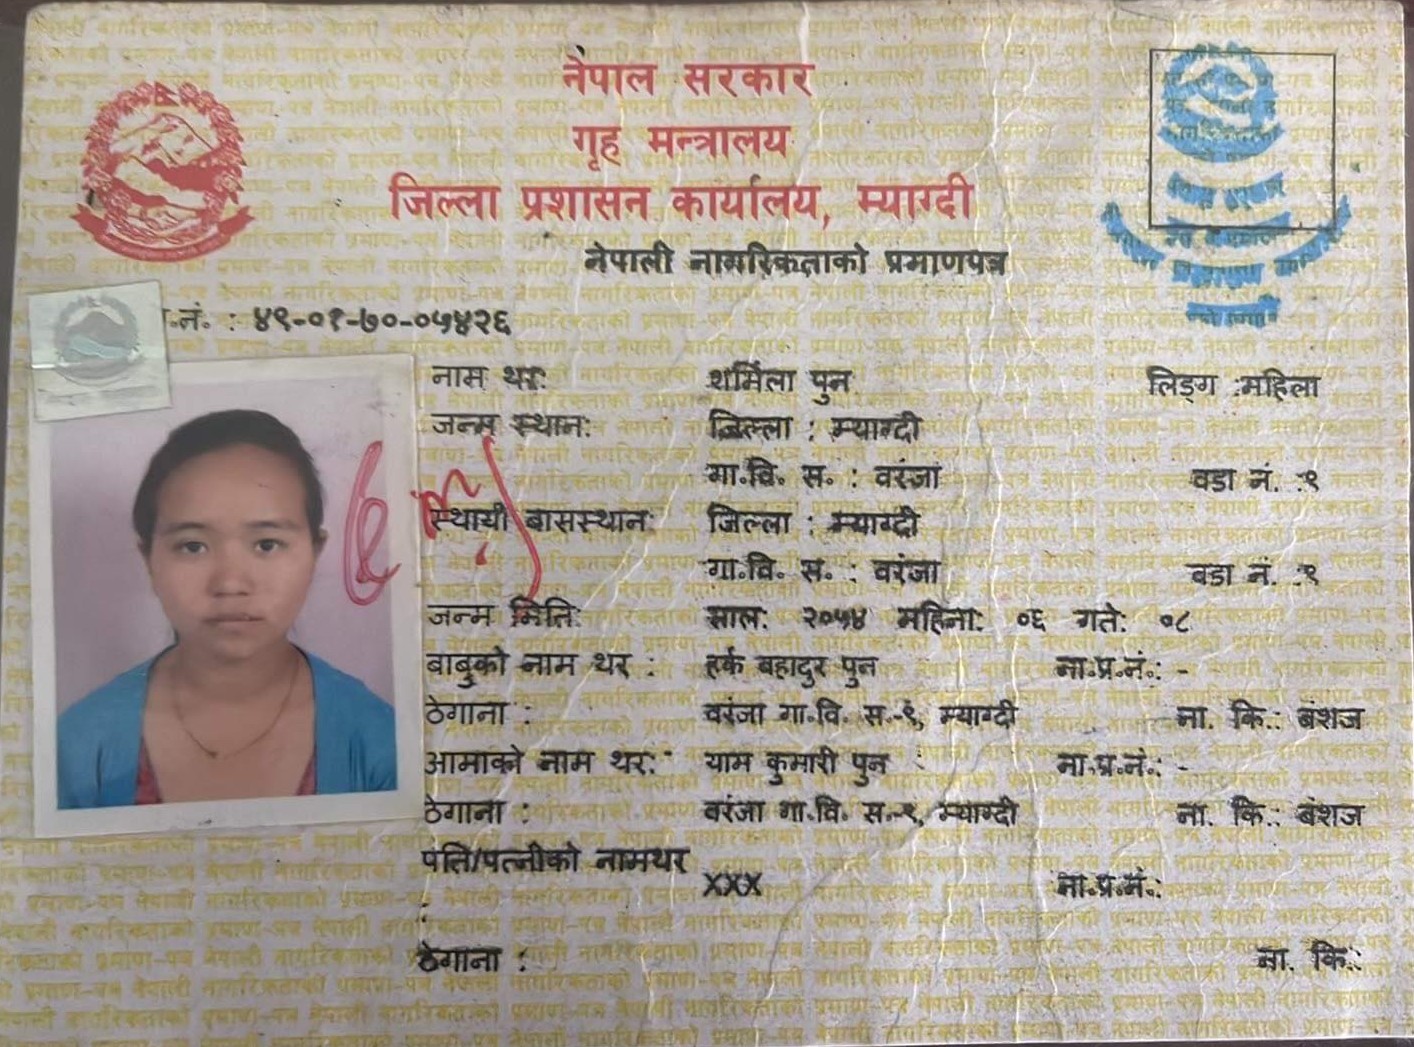 नेपाल सरकार
गृह मन्त्रालय
जिल्ला प्रशासन कार्यालय, म्याग्दी
नेपाली नागरिकताको प्रमाणपत्र
.नं. : ४९-०१-७०-०५४२६
नाम थर: शर्मिला पुन लिङ्ग :महिला
जन्म स्थान: जिल्ला : म्याग्दी
गा.वि. स. : वरंजा वडा नं. :९
स्थायी बासस्थान: जिल्ला : म्याग्दी
गा.वि. स. : वरंजा वडा नं. :९
जन्म मिति: साल: २०५४ महिना: ०६ गते: ०८
बाबुको नाम थर : हर्क बहादुर पुन ना.प्र.नं.: -
ठेगाना : वरंजा गा.वि. स.-९, म्याग्दी ना. कि.: बंशज
आमाको नाम थर: याम कुमारी पुन ना.प्र.नं.: -
ठेगाना : वरंजा गा.वि. स.-९, म्याग्दी ना. कि.: बंशज
पति/पत्नीको नामथर
XXX ना.प्र.नं.:
:
ठेगाना : ना. कि.: